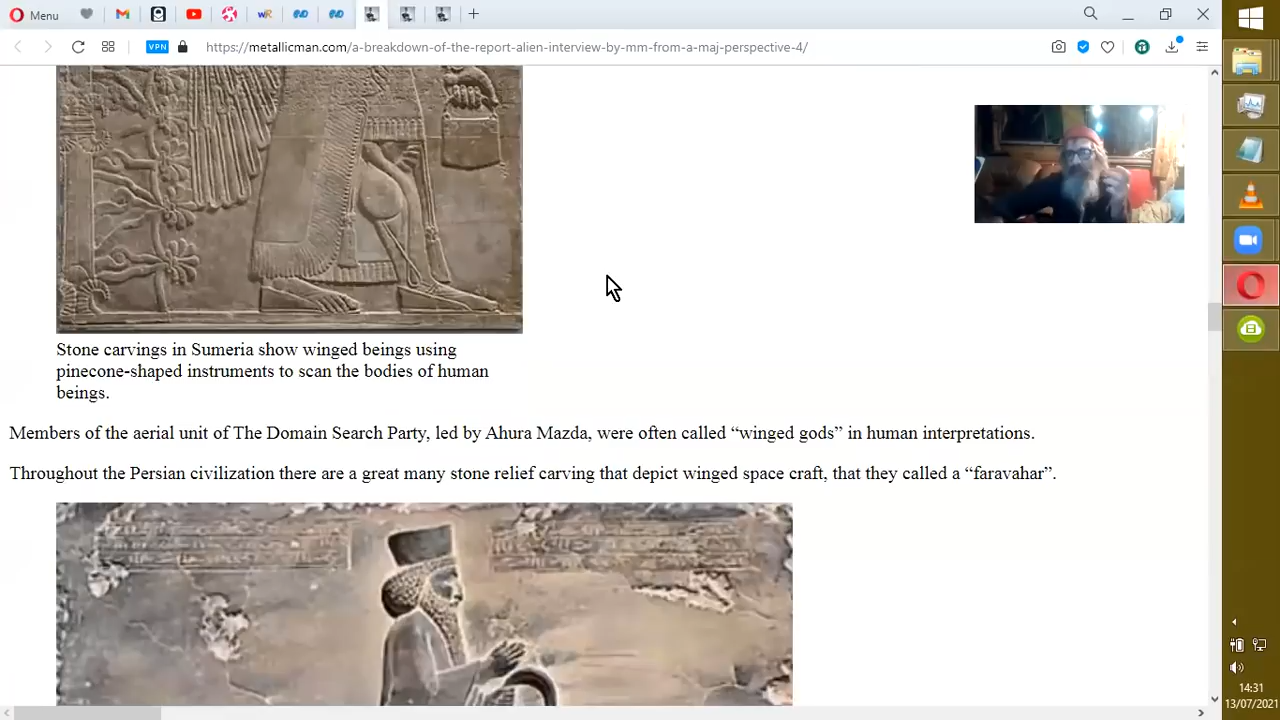 Menu
VPN
https://metallicman.com/a-breakdown-of-the-report-alien-interview-by-mm-from-a-maj-perspective-4/
Stone carvings in Sumeria show winged beings using
pinecone-shaped instruments to scan the bodies of human
beings.
Members of the aerial unit of The Domain Search Party, led by Ahura Mazda, were often called “winged gods” in human interpretations.
Throughout the Persian civilization there are a great many stone relief carving that depict winged space craft, that they called a “faravahar”.
14:31
13/07/2021